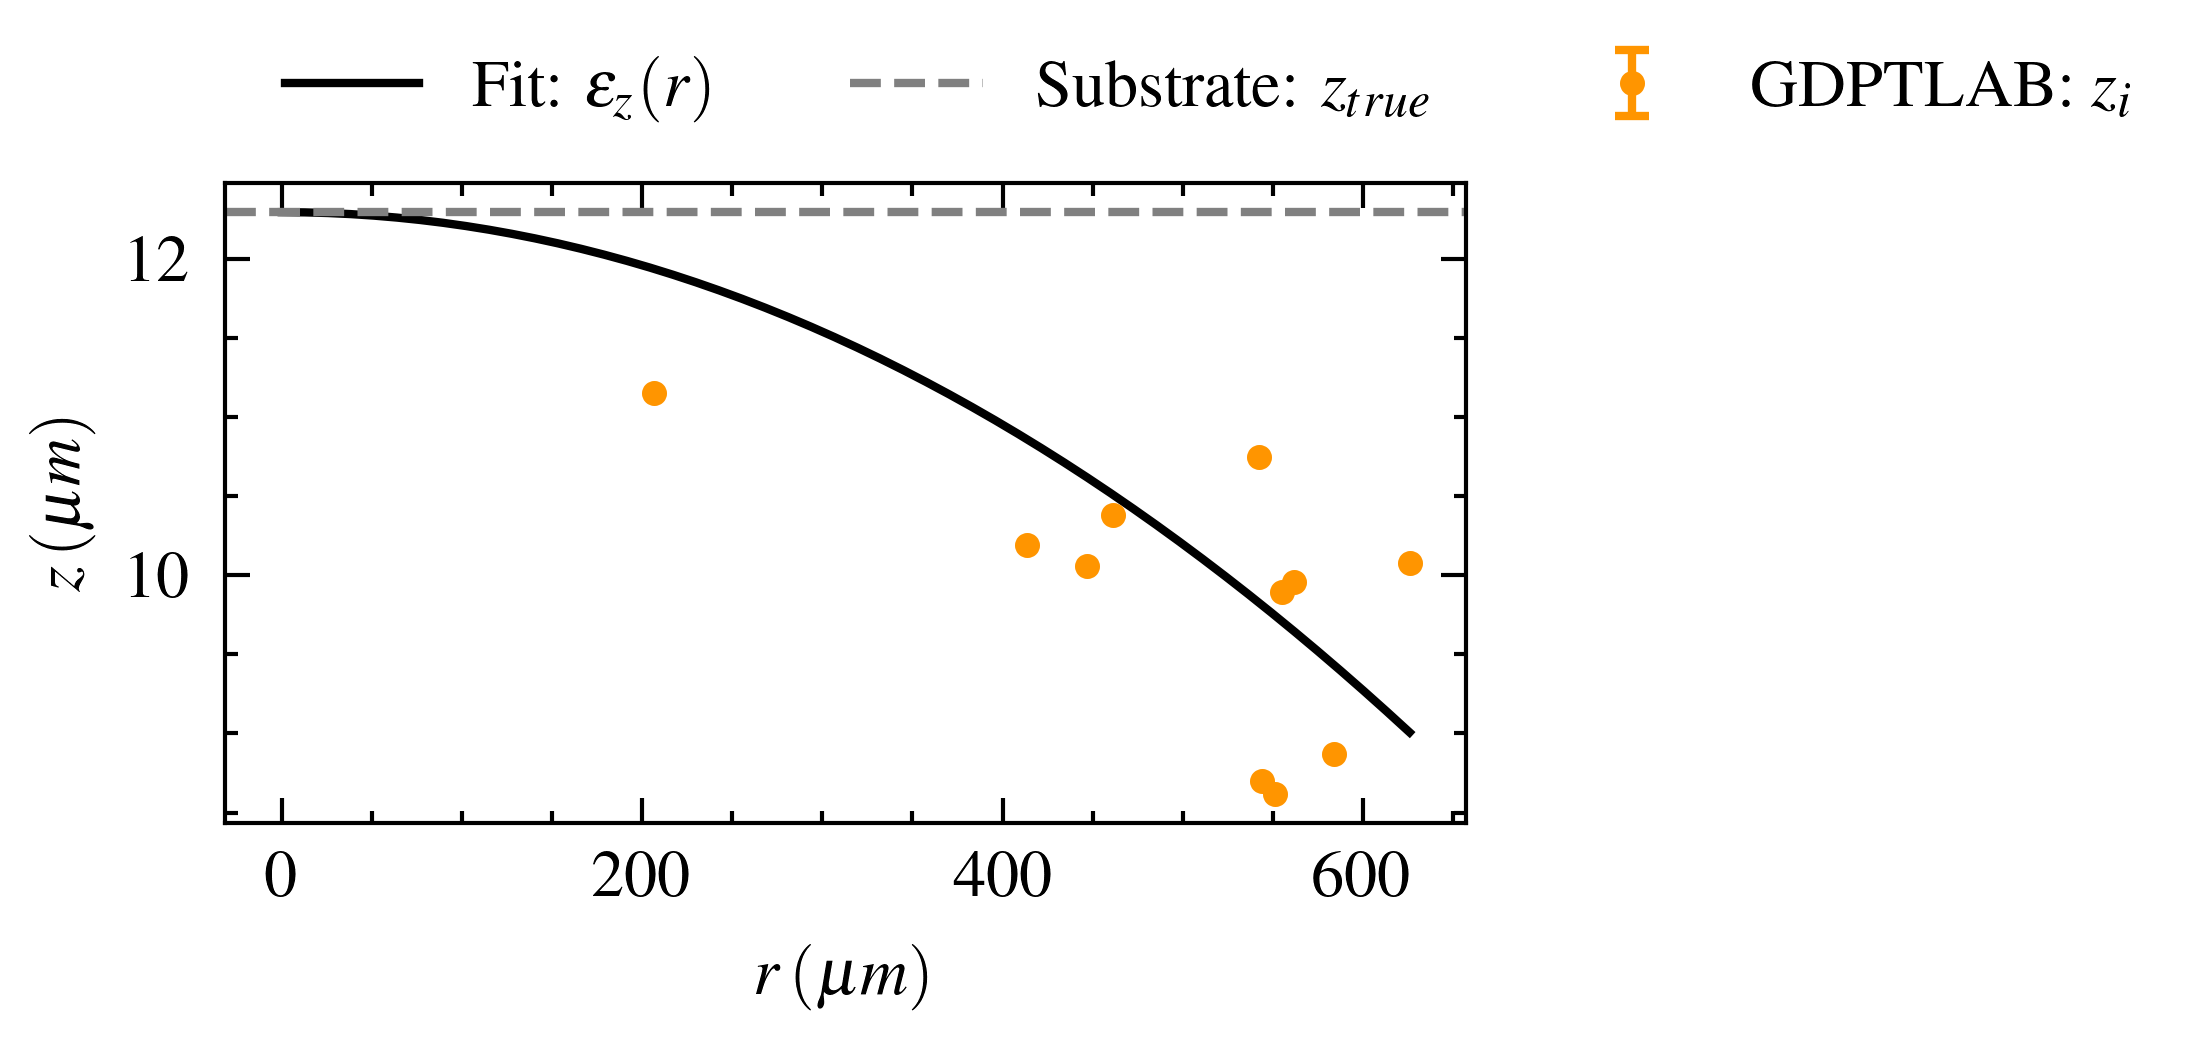 Fit: εz(r) Substrate: ztrue GDPTLAB: zi
12
10
z (μm)
0 200 400 600
r (μm)